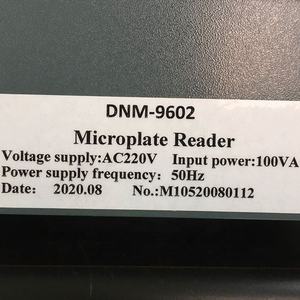 DNM-9602
Microplate Reader
Voltage supply:AC220V Input power:100VA
Power supply frequency: 50Hz
Date: 2020.08 No.:M10520080112